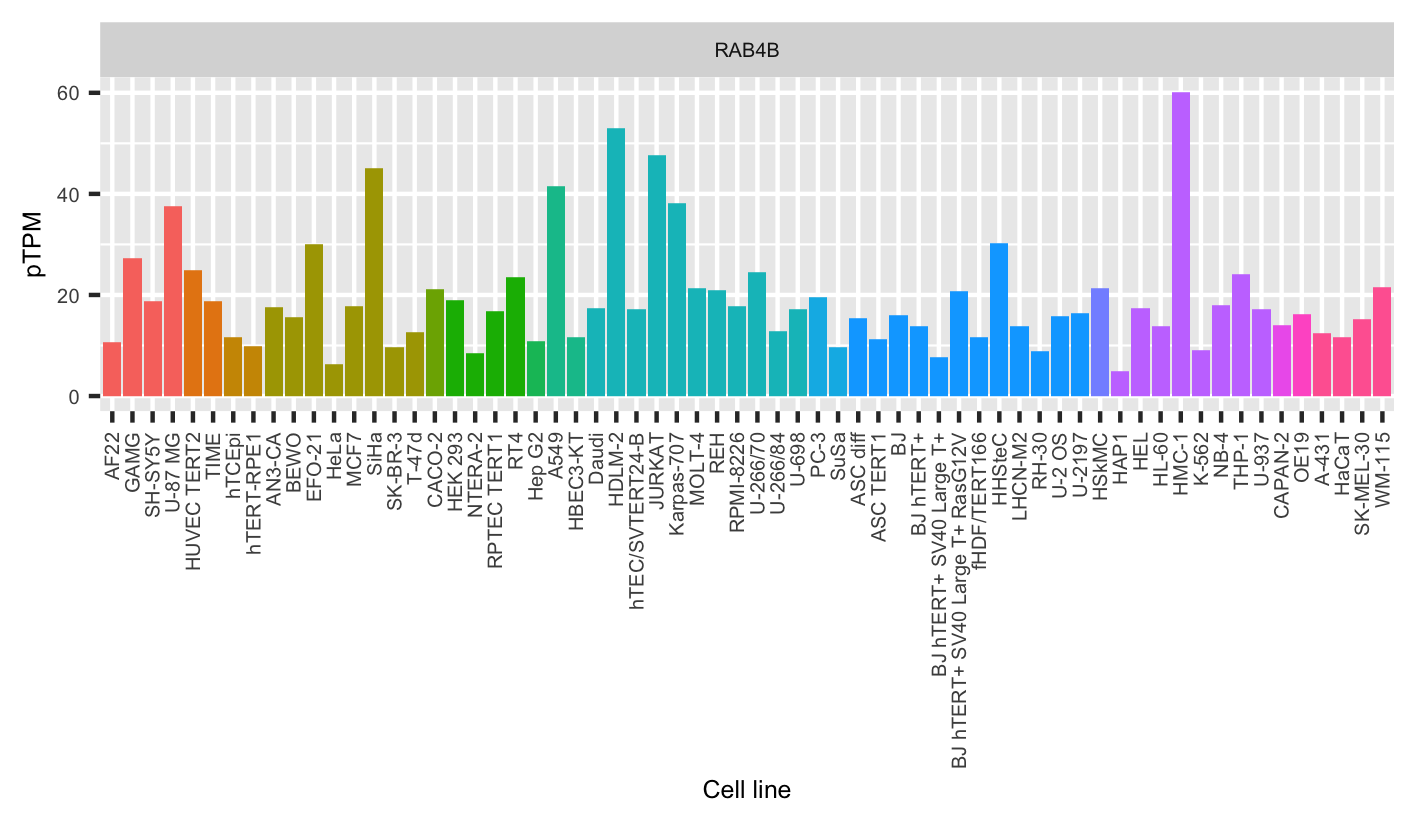 RAB4B
60
40
20
0
pTPM
AF22
GAMG
SH-SY5Y
U-87 MG
HUVEC TERT2
TIME
hTCEpi
hTERT-RPE1
AN3-CA
BEWO
EFO-21
HeLa
MCF7
SiHa
SK-BR-3
T-47d
CACO-2
HEK 293
NTERA-2
RPTEC TERT1
RT4
Hep G2
A549
HBEC3-KT
Daudi
HDLM-2
hTEC/SVTERT24-B
JURKAT
Karpas-707
MOLT-4
REH
RPMI-8226
U-266/70
U-266/84
U-698
PC-3
SuSa
ASC diff
ASC TERT1
BJ
BJ hTERT+
BJ hTERT+ SV40 Large T+
BJ hTERT+ SV40 Large T+ RasG12V
fHDF/TERT166
HHSteC
LHCN-M2
RH-30
U-2 OS
U-2197
HSkMC
HAP1
HEL
HL-60
HMC-1
K-562
NB-4
THP-1
U-937
CAPAN-2
OE19
A-431
HaCaT
SK-MEL-30
WM-115
Cell line